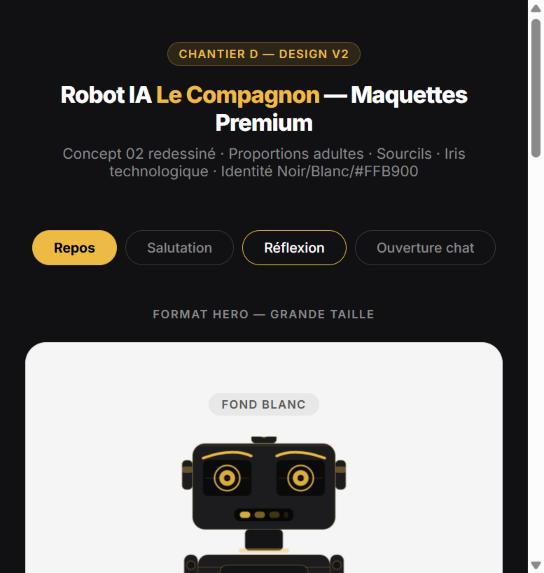 CHANTIER D — DESIGN V2
Robot IA Le Compagnon — Maquettes
Premium
Concept 02 redessiné · Proportions adultes · Sourcils · Iris
technologique · Identité Noir/Blanc/#FFB900
Repos
Salutation
Réflexion
Ouverture chat
FORMAT HERO — GRANDE TAILLE
FOND BLANC